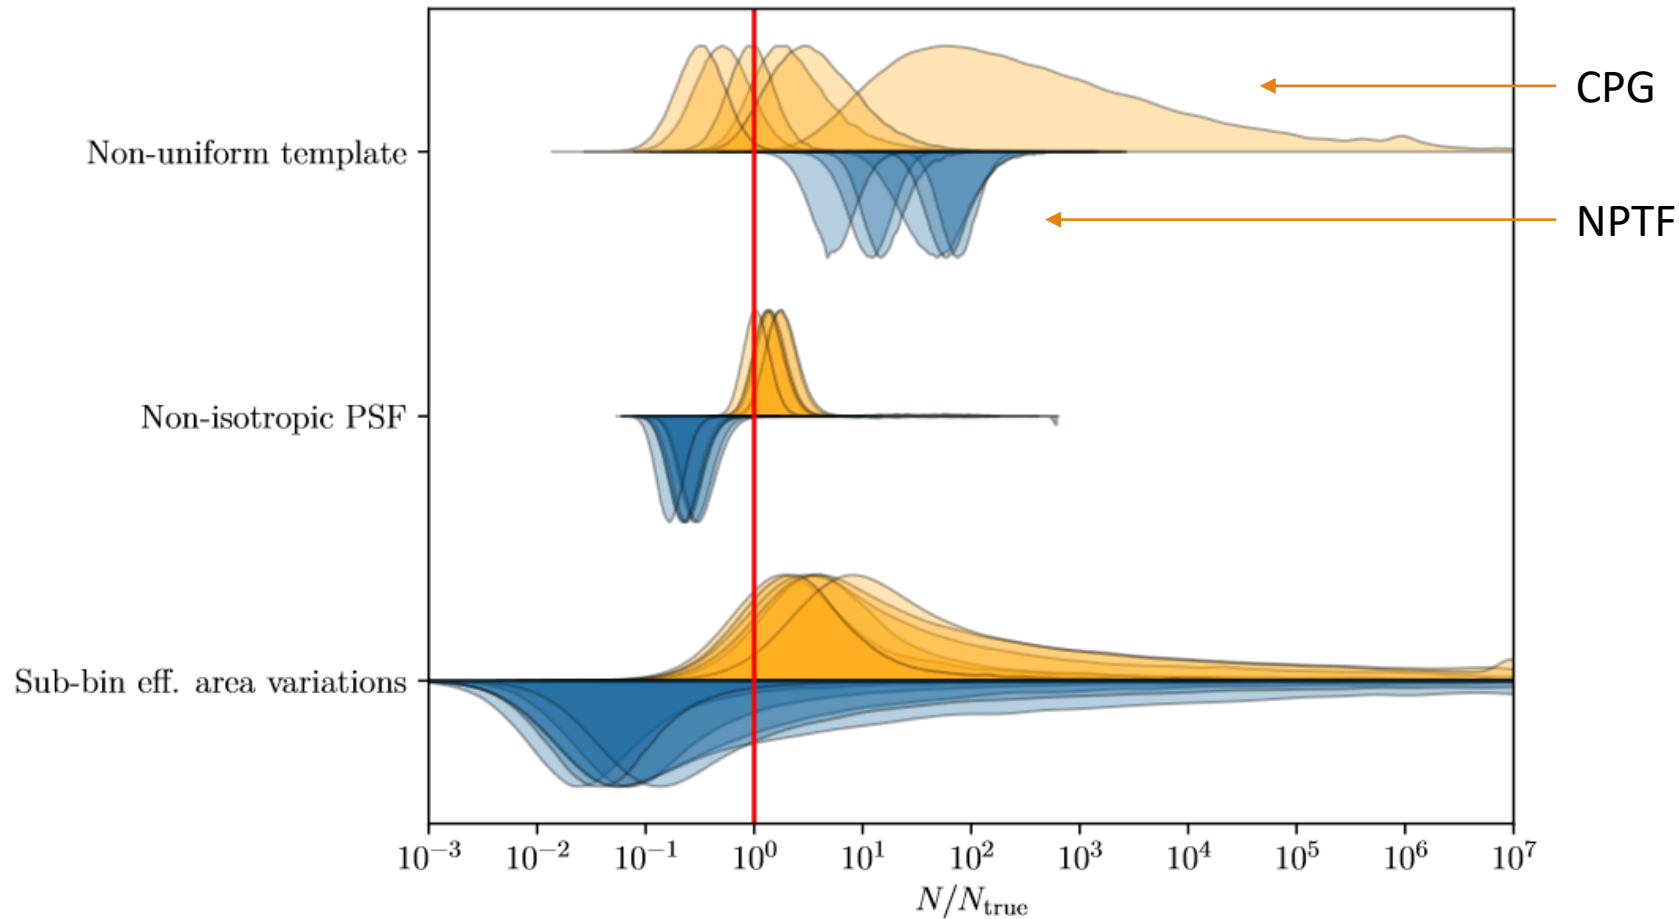 CPG
Non-uniform template
NPTF
Non-isotropic PSF
Sub-bin eff. area variations
10⁻³ 10⁻² 10⁻¹ 10⁰ 10¹ 10² 10³ 10⁴ 10⁵ 10⁶ 10⁷
N/N_true